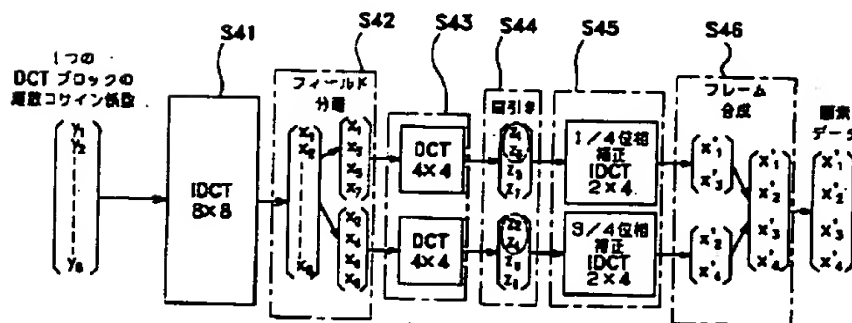 S41
S42
S43
S44
S45
S46
1つの
DCT ブロックの
離散コサイン係数
y1
y2
y8
IDCT
8×8
フィールド
分離
x1
x2
x8
x1
x3
x5
x7
x2
x4
x6
x8
DCT
4×4
DCT
4×4
間引き
z1
z3
z5
z7
z2
z4
z6
z8
1/4位相
補正
IDCT
2×4
3/4位相
補正
IDCT
2×4
フレーム
合成
x'1
x'3
x'2
x'4
x'1
x'2
x'3
x'4
画素
データ
x'1
x'2
x'3
x'4